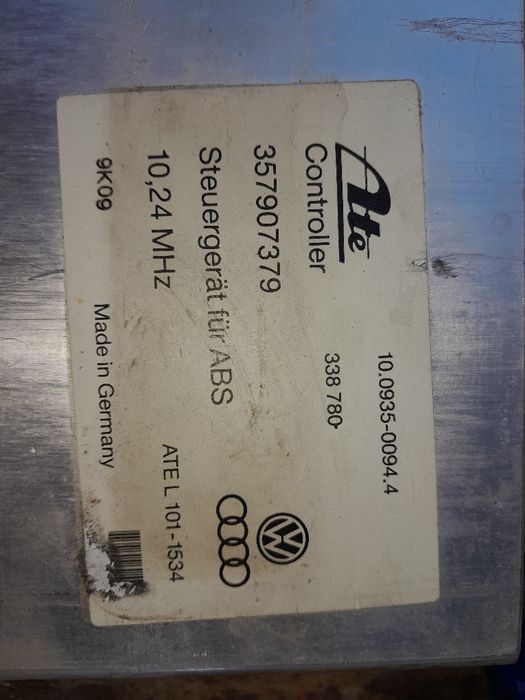 Ate
10.0935-0094.4
Controller
338 780
357907379
Steuergerät für ABS
10,24 MHz
ATE L 101-1534
9K09
Made in Germany